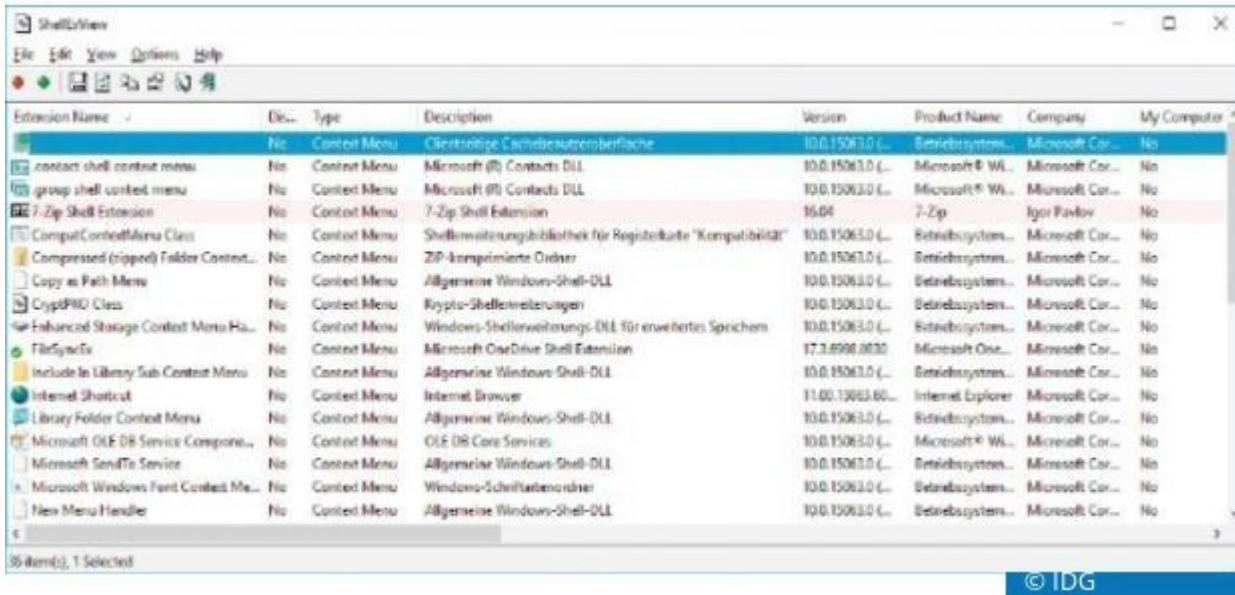 ShellExView
File Edit View Options Help
Extension Name Dis... Type Description Version Product Name Company My Computer
No Context Menu Clientseitige Cachebenutzeroberfläche 10.0.15063.0 (... Betriebssystem... Microsoft Cor... No
.contact shell context menu No Context Menu Microsoft (R) Contacts DLL 10.0.15063.0 (... Microsoft® Wi... Microsoft Cor... No
.group shell context menu No Context Menu Microsoft (R) Contacts DLL 10.0.15063.0 (... Microsoft® Wi... Microsoft Cor... No
7-Zip Shell Extension No Context Menu 7-Zip Shell Extension 16.04 7-Zip Igor Pavlov No
CompatContextMenu Class No Context Menu Shellerweiterungsbibliothek für Registerkarte "Kompatibilität" 10.0.15063.0 (... Betriebssystem... Microsoft Cor... No
Compressed (zipped) Folder Context... No Context Menu ZIP-komprimierte Ordner 10.0.15063.0 (... Betriebssystem... Microsoft Cor... No
Copy as Path Menu No Context Menu Allgemeine Windows-Shell-DLL 10.0.15063.0 (... Betriebssystem... Microsoft Cor... No
CryptPKO Class No Context Menu Krypto-Shellerweiterungen 10.0.15063.0 (... Betriebssystem... Microsoft Cor... No
Enhanced Storage Context Menu Ha... No Context Menu Windows-Shellerweiterungs-DLL für erweitertes Speichern 10.0.15063.0 (... Betriebssystem... Microsoft Cor... No
FileSyncEx No Context Menu Microsoft OneDrive Shell Extension 17.3.6998.0830 Microsoft One... Microsoft Cor... No
Include In Library Sub Context Menu No Context Menu Allgemeine Windows-Shell-DLL 10.0.15063.0 (... Betriebssystem... Microsoft Cor... No
Internet Shortcut No Context Menu Internet Browser 11.00.15063.60... Internet Explorer Microsoft Cor... No
Library Folder Context Menu No Context Menu Allgemeine Windows-Shell-DLL 10.0.15063.0 (... Betriebssystem... Microsoft Cor... No
Microsoft OLE DB Service Compone... No Context Menu OLE DB Core Services 10.0.15063.0 (... Microsoft® Wi... Microsoft Cor... No
Microsoft SendTo Service No Context Menu Allgemeine Windows-Shell-DLL 10.0.15063.0 (... Betriebssystem... Microsoft Cor... No
Microsoft Windows Font Context Me... No Context Menu Windows-Schriftartenordner 10.0.15063.0 (... Betriebssystem... Microsoft Cor... No
New Menu Handler No Context Menu Allgemeine Windows-Shell-DLL 10.0.15063.0 (... Betriebssystem... Microsoft Cor... No
36 item(s), 1 Selected
© IDG